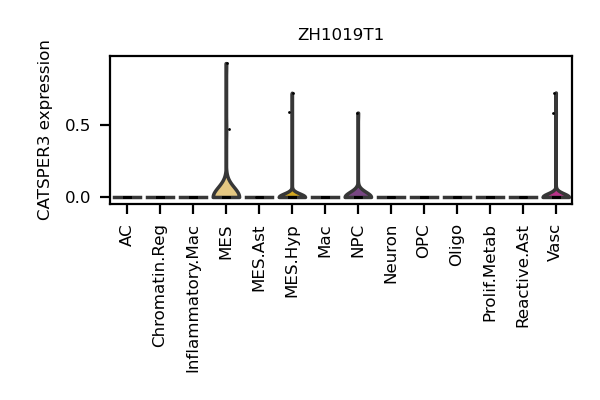 ZH1019T1
CATSPER3 expression
0.5
0.0
AC
Chromatin.Reg
Inflammatory.Mac
MES
MES.Ast
MES.Hyp
Mac
NPC
Neuron
OPC
Oligo
Prolif.Metab
Reactive.Ast
Vasc